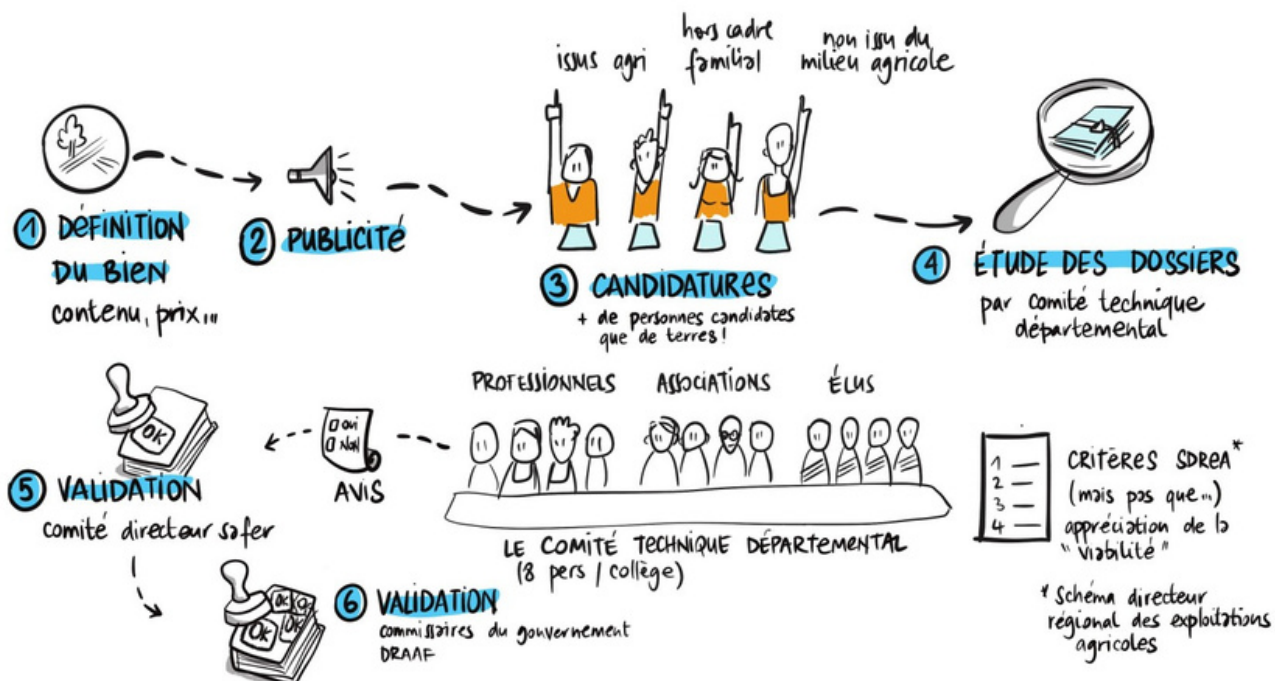 issus agri
hors cadre
familial
non issu du
milieu agricole
1 DÉFINITION
DU BIEN
contenu, prix...
2 PUBLICITÉ
3 CANDIDATURES
+ de personnes candidates
que de terres !
4 ÉTUDE DES DOSSIERS
par comité technique
départemental
PROFESSIONNELS
ASSOCIATIONS
ÉLUS
LE COMITÉ TECHNIQUE DÉPARTEMENTAL
(8 pers / collège)
1
2
3
4
CRITÈRES SDREA*
(mais pas que...)
appréciation de la
"viabilité"
* Schéma directeur
régional des exploitations
agricoles
OUI
NON
AVIS
OK
5 VALIDATION
comité directeur safer
OK
OK
OK
OK
6 VALIDATION
commissaires du gouvernement
DRAAF